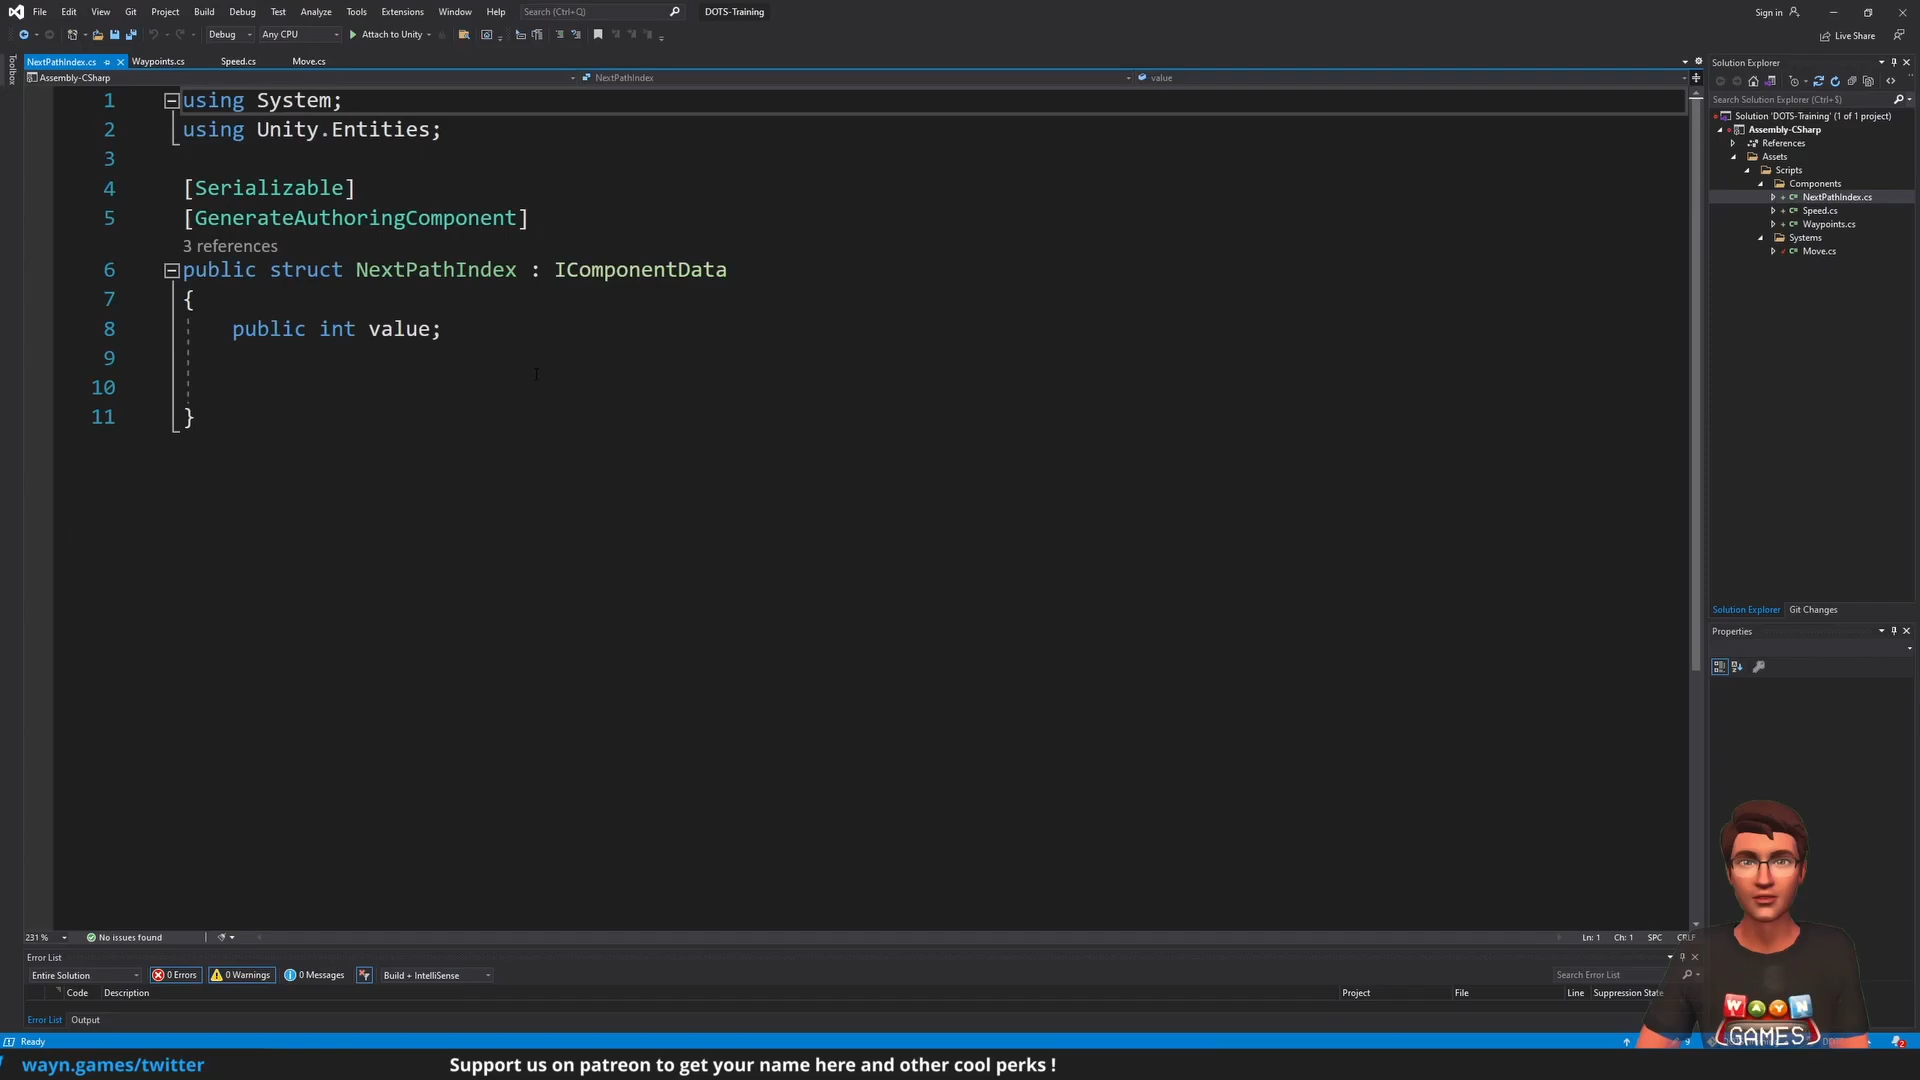 File Edit View Git Project Build Debug Test Analyze Tools Extensions Window Help Search (Ctrl+Q) DOTS-Training Sign in
Debug Any CPU Attach to Unity Live Share
Toolbox
NextPathIndex.cs Waypoints.cs Speed.cs Move.cs
Assembly-CSharp NextPathIndex value
1 using System;
2 using Unity.Entities;
3
4 [Serializable]
5 [GenerateAuthoringComponent]
3 references
6 public struct NextPathIndex : IComponentData
7 {
8 public int value;
9
10
11 }
231 % No issues found Ln: 1 Ch: 1 SPC CRLF
Error List
Entire Solution 0 Errors 0 Warnings 0 Messages Build + IntelliSense Search Error List
Code Description Project File Line Suppression State
Error List Output
Ready
Solution Explorer
Search Solution Explorer (Ctrl+$)
Solution 'DOTS-Training' (1 of 1 project)
Assembly-CSharp
References
Assets
Scripts
Components
NextPathIndex.cs
Speed.cs
Waypoints.cs
Systems
Move.cs
Solution Explorer Git Changes
Properties
WAYN
GAMES
wayn.games/twitter Support us on patreon to get your name here and other cool perks !